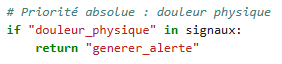 # Priorité absolue : douleur physique
if "douleur_physique" in signaux:
    return "generer_alerte"